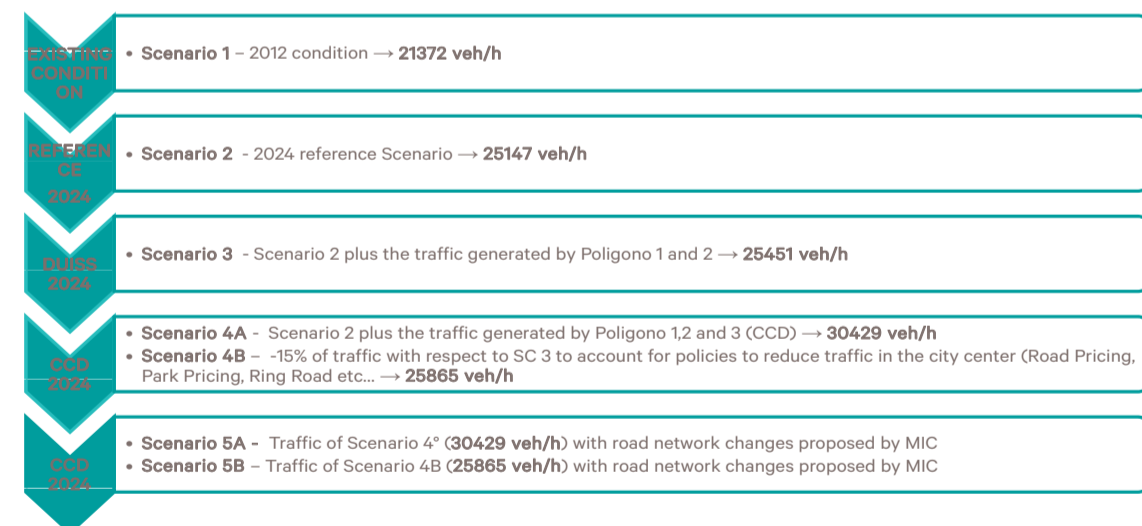 EXISTING
CONDITI
ON
• Scenario 1 – 2012 condition → 21372 veh/h
REFEREN
CE
2024
• Scenario 2 - 2024 reference Scenario → 25147 veh/h
DUISS
2024
• Scenario 3 - Scenario 2 plus the traffic generated by Poligono 1 and 2 → 25451 veh/h
CCD
2024
• Scenario 4A - Scenario 2 plus the traffic generated by Poligono 1,2 and 3 (CCD) → 30429 veh/h
• Scenario 4B – -15% of traffic with respect to SC 3 to account for policies to reduce traffic in the city center (Road Pricing,
Park Pricing, Ring Road etc... → 25865 veh/h
CCD
2024
• Scenario 5A - Traffic of Scenario 4° (30429 veh/h) with road network changes proposed by MIC
• Scenario 5B – Traffic of Scenario 4B (25865 veh/h) with road network changes proposed by MIC